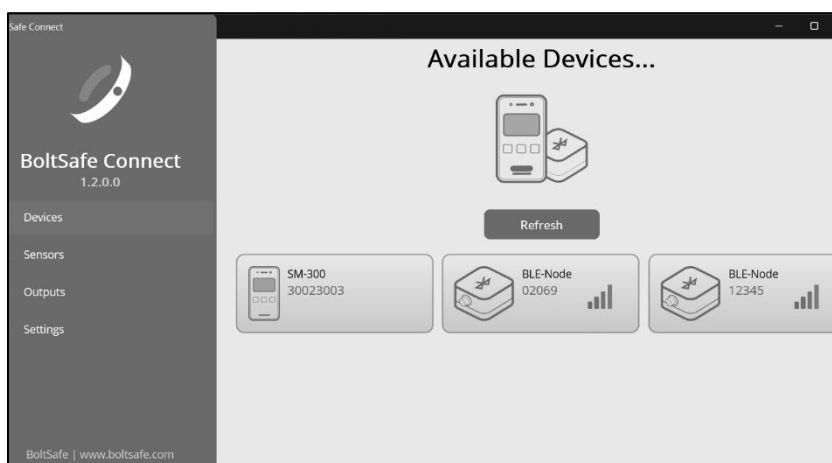 Safe Connect
Available Devices...
BoltSafe Connect
1.2.0.0
Devices
Sensors
Outputs
Settings
Refresh
SM-300
30023003
BLE-Node
02069
BLE-Node
12345
BoltSafe | www.boltsafe.com